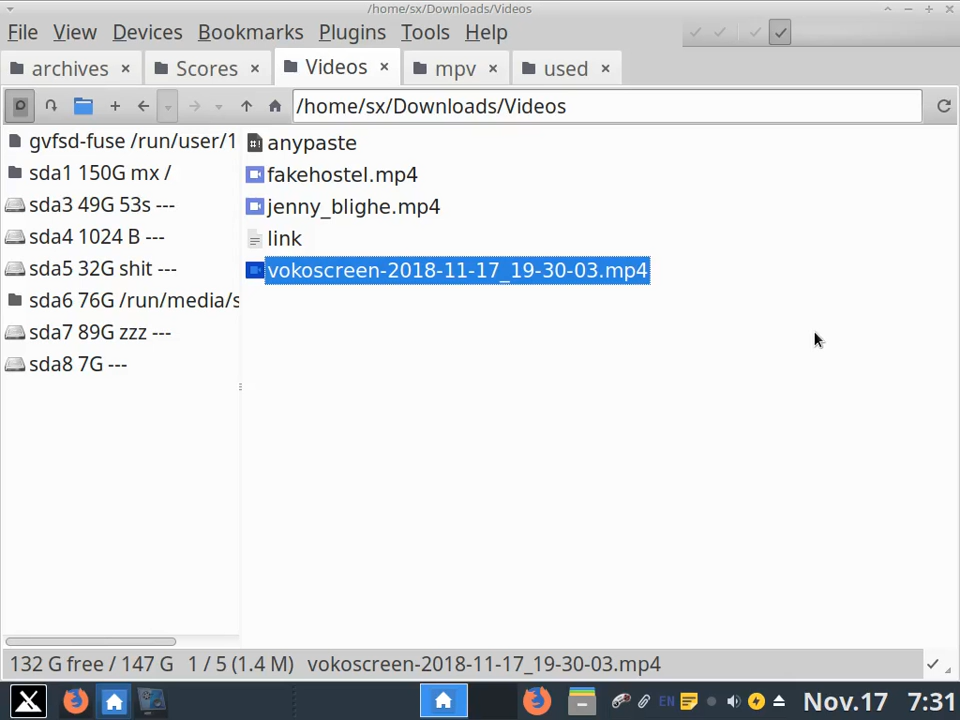 /home/sx/Downloads/Videos
File View Devices Bookmarks Plugins Tools Help
archives × Scores × Videos × mpv × used ×
/home/sx/Downloads/Videos
gvfsd-fuse /run/user/1
sda1 150G mx /
sda3 49G 53s ---
sda4 1024 B ---
sda5 32G shit ---
sda6 76G /run/media/s
sda7 89G zzz ---
sda8 7G ---
anypaste
fakehostel.mp4
jenny_blighe.mp4
link
vokoscreen-2018-11-17_19-30-03.mp4
132 G free / 147 G 1 / 5 (1.4 M) vokoscreen-2018-11-17_19-30-03.mp4
EN Nov.17 7:31